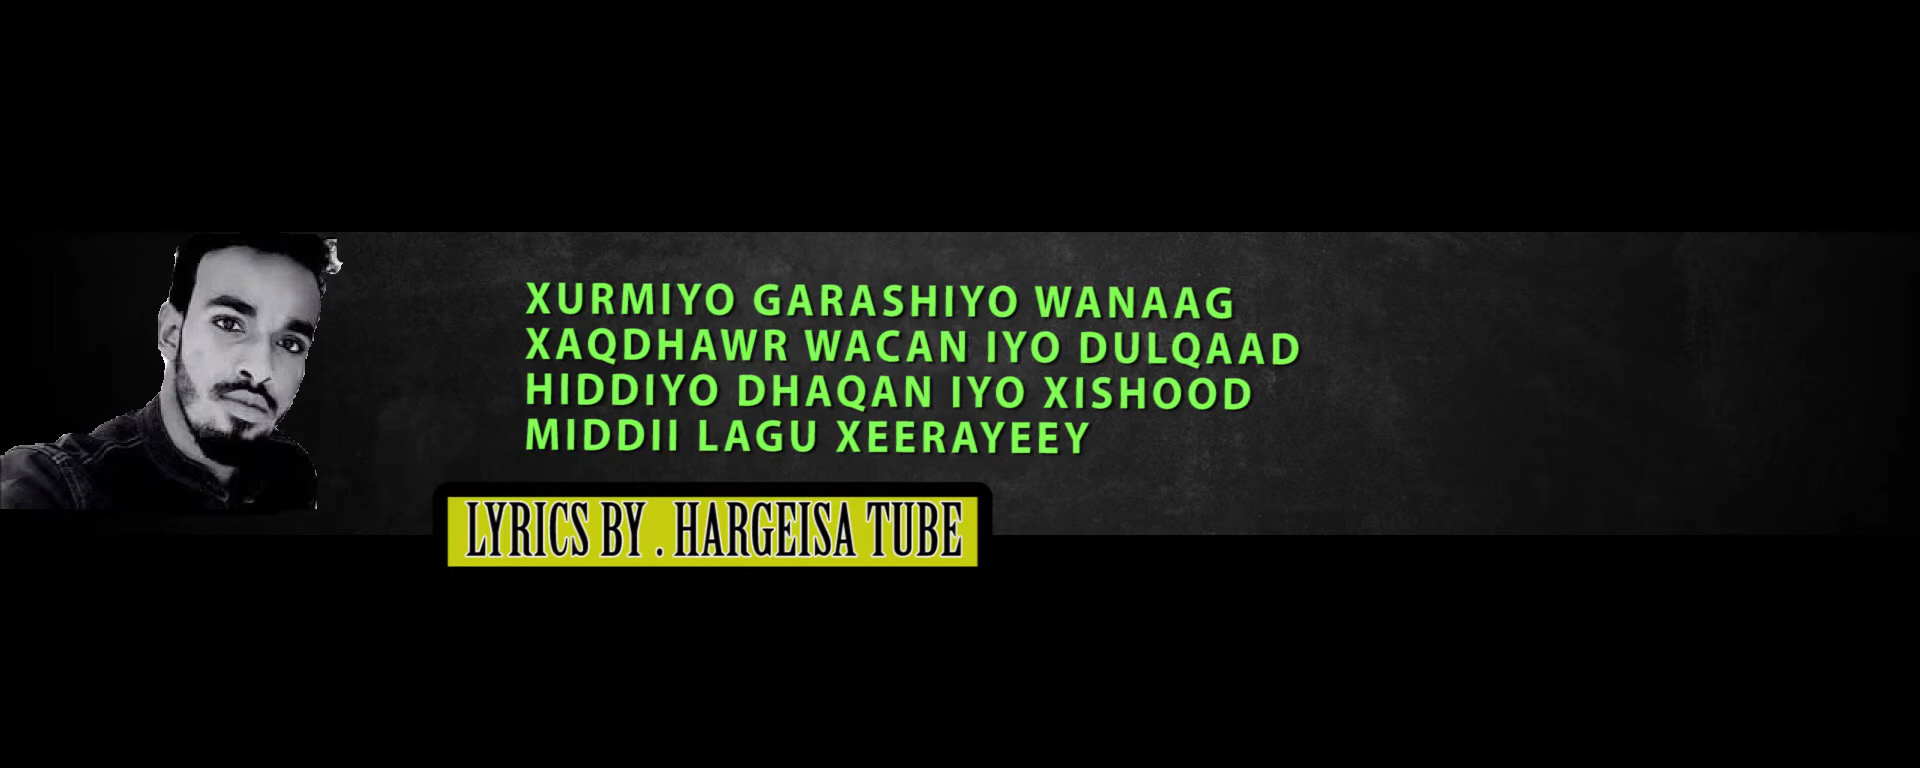 XURMIYO GARASHIYO WANAAG
XAQDHAWR WACAN IYO DULQAAD
HIDDIYO DHAQAN IYO XISHOOD
MIDDII LAGU XEERAYEEY
LYRICS BY . HARGEISA TUBE